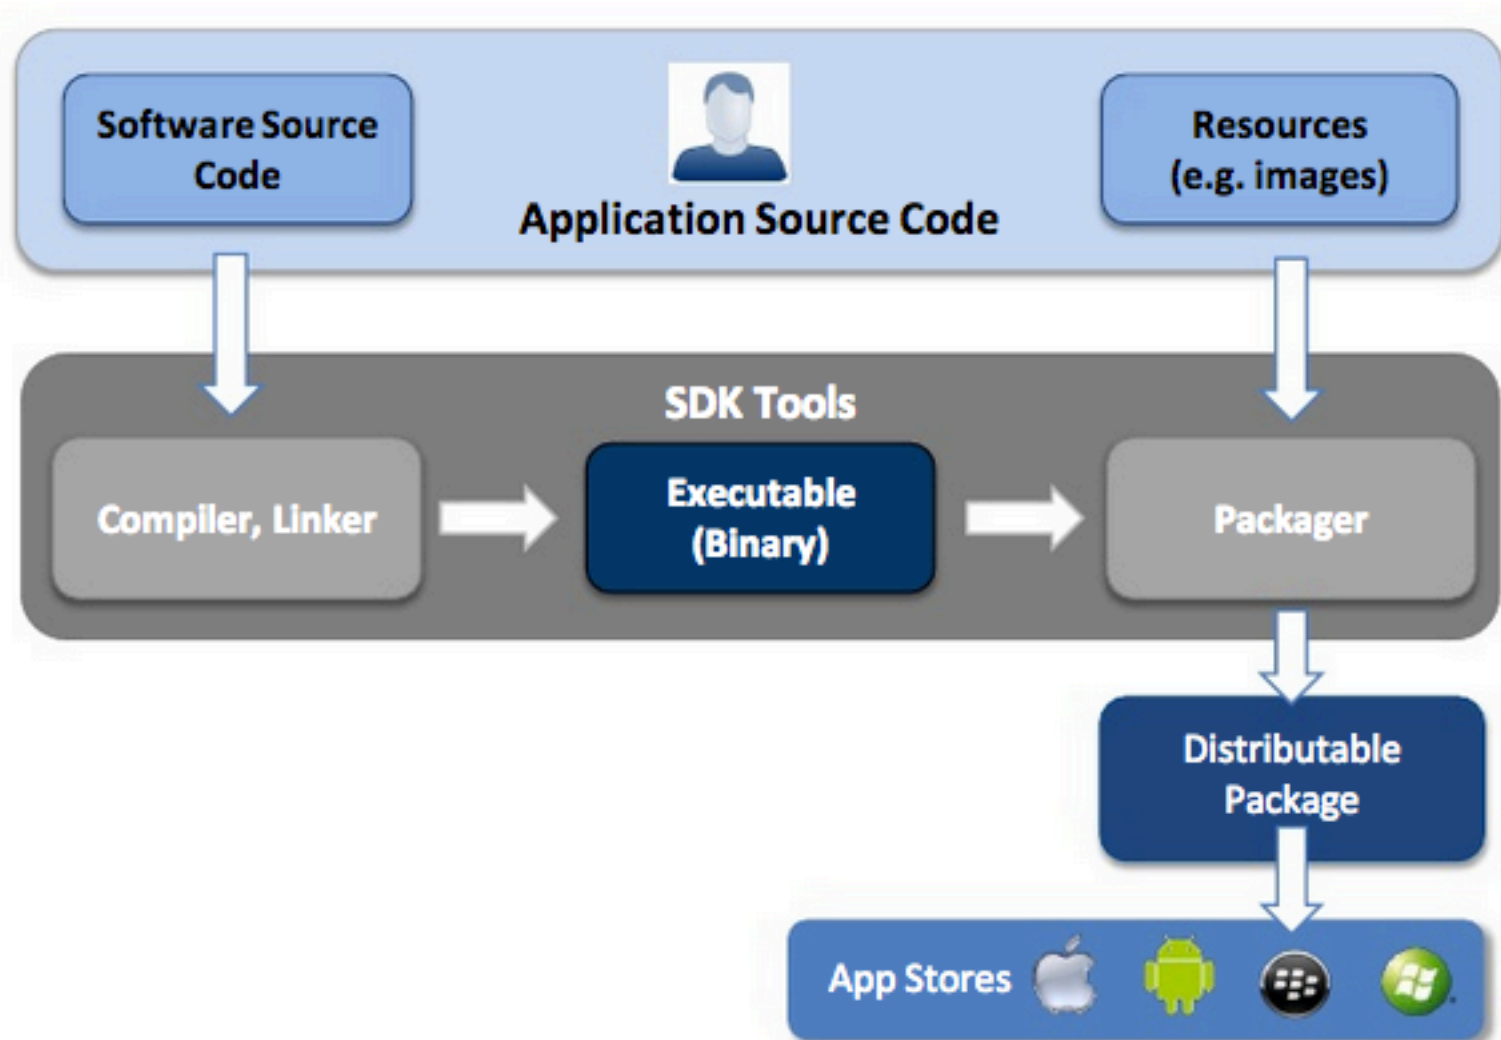 Software Source
Code
Application Source Code
Resources
(e.g. images)
SDK Tools
Compiler, Linker
Executable
(Binary)
Packager
Distributable
Package
App Stores